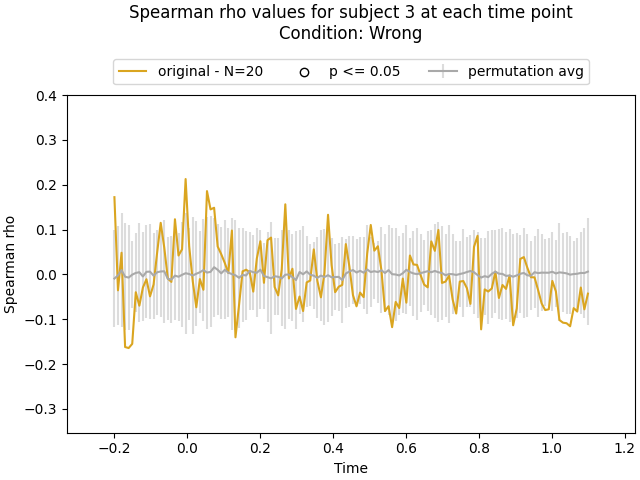 Spearman rho values for subject 3 at each time point
Condition: Wrong
original - N=20
p <= 0.05
permutation avg
0.4
0.3
0.2
0.1
0.0
−0.1
−0.2
−0.3
Spearman rho
−0.2
0.0
0.2
0.4
0.6
0.8
1.0
1.2
Time